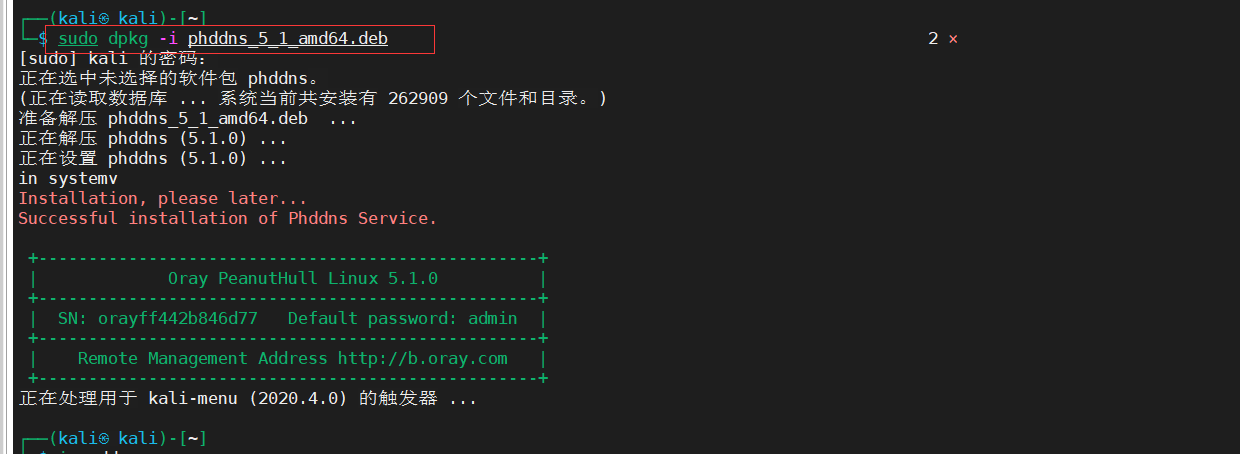 ┌──(kali㉿ kali)-[~]
└─$ sudo dpkg -i phddns_5_1_amd64.deb 2 ⨯
[sudo] kali 的密码：
正在选中未选择的软件包 phddns。
(正在读取数据库 ... 系统当前共安装有 262909 个文件和目录。)
准备解压 phddns_5_1_amd64.deb ...
正在解压 phddns (5.1.0) ...
正在设置 phddns (5.1.0) ...
in systemv
Installation, please later...
Successful installation of Phddns Service.
+--------------------------------------------------+
| Oray PeanutHull Linux 5.1.0 |
+--------------------------------------------------+
| SN: orayff442b846d77 Default password: admin |
+--------------------------------------------------+
| Remote Management Address http://b.oray.com |
+--------------------------------------------------+
正在处理用于 kali-menu (2020.4.0) 的触发器 ...
┌──(kali㉿ kali)-[~]